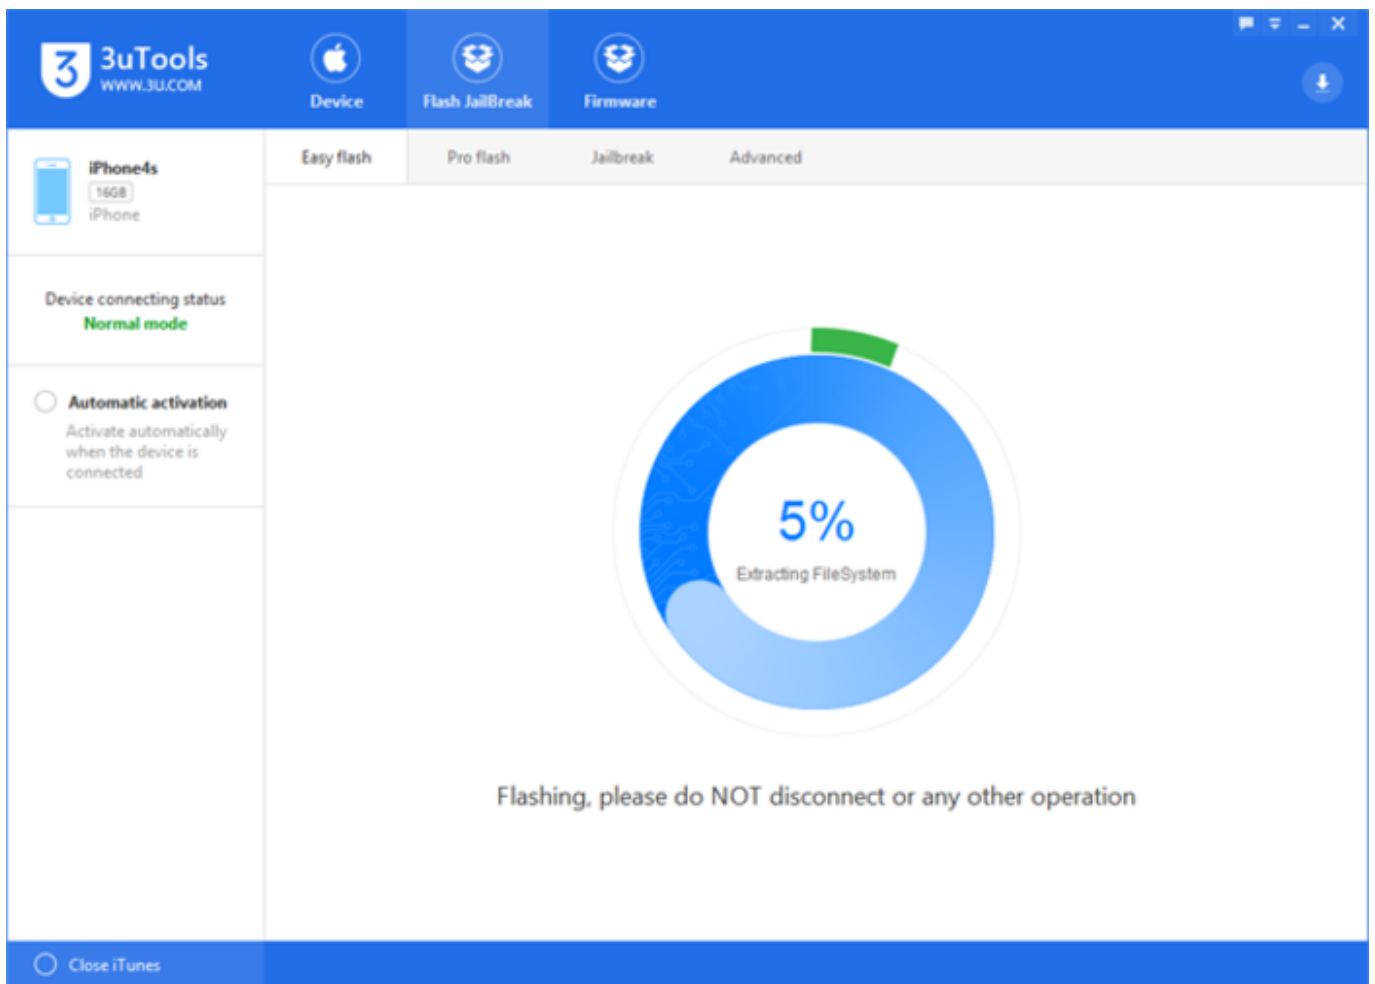 3
3uTools
WWW.3U.COM
Device
Flash JailBreak
Firmware
iPhone4s
16GB
iPhone
Device connecting status
Normal mode
Automatic activation
Activate automatically
when the device is
connected
Easy flash
Pro flash
Jailbreak
Advanced
5%
Extracting FileSystem
Flashing, please do NOT disconnect or any other operation
Close iTunes